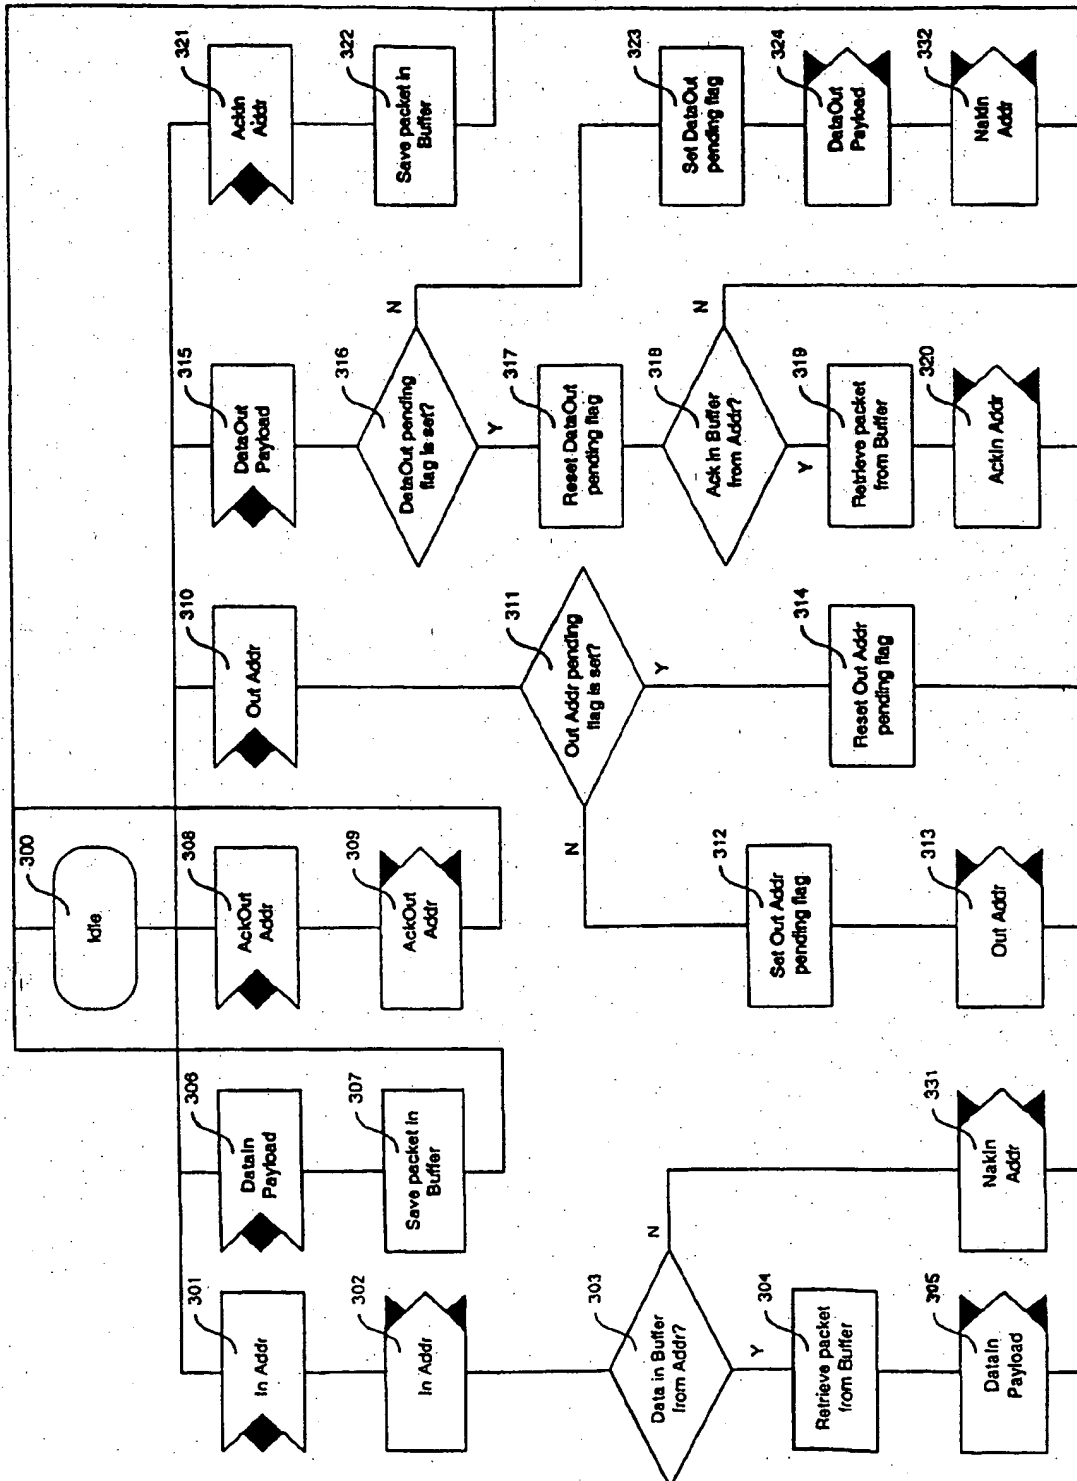 300
Idle
301
In Addr
302
In Addr
303
Data in Buffer
from Addr?
Y
N
304
Retrieve packet
from Buffer
305
DataIn
Payload
331
NakIn
Addr
306
DataIn
Payload
307
Save packet in
Buffer
308
AckOut
Addr
309
AckOut
Addr
310
Out Addr
311
Out Addr pending
flag is set?
N
Y
312
Set Out Addr
pending flag
313
Out Addr
314
Reset Out Addr
pending flag
315
DataOut
Payload
316
DataOut pending
flag is set?
N
Y
317
Reset DataOut
pending flag
318
Ack in Buffer
from Addr?
N
Y
319
Retrieve packet
from Buffer
320
AckIn Addr
321
AckIn
Addr
322
Save packet in
Buffer
323
Set DataOut
pending flag
324
DataOut
Payload
332
NakIn
Addr